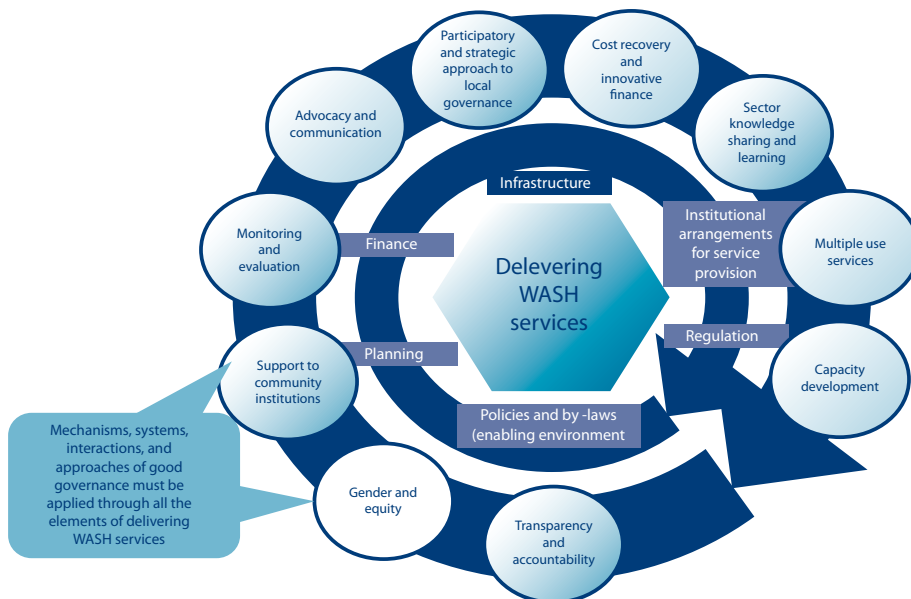 Participatory
and strategic
approach to
local
governance
Cost recovery
and
innovative
finance
Advocacy and
communication
Sector
knowledge
sharing and
learning
Infrastructure
Institutional
arrangements
for service
provision
Monitoring
and
evaluation
Finance
Multiple use
services
Delevering
WASH
services
Regulation
Planning
Support to
community
institutions
Capacity
development
Policies and by -laws
(enabling environment
Mechanisms, systems,
interactions, and
approaches of good
governance must be
applied through all the
elements of delivering
WASH services
Gender and
equity
Transparency
and
accountability